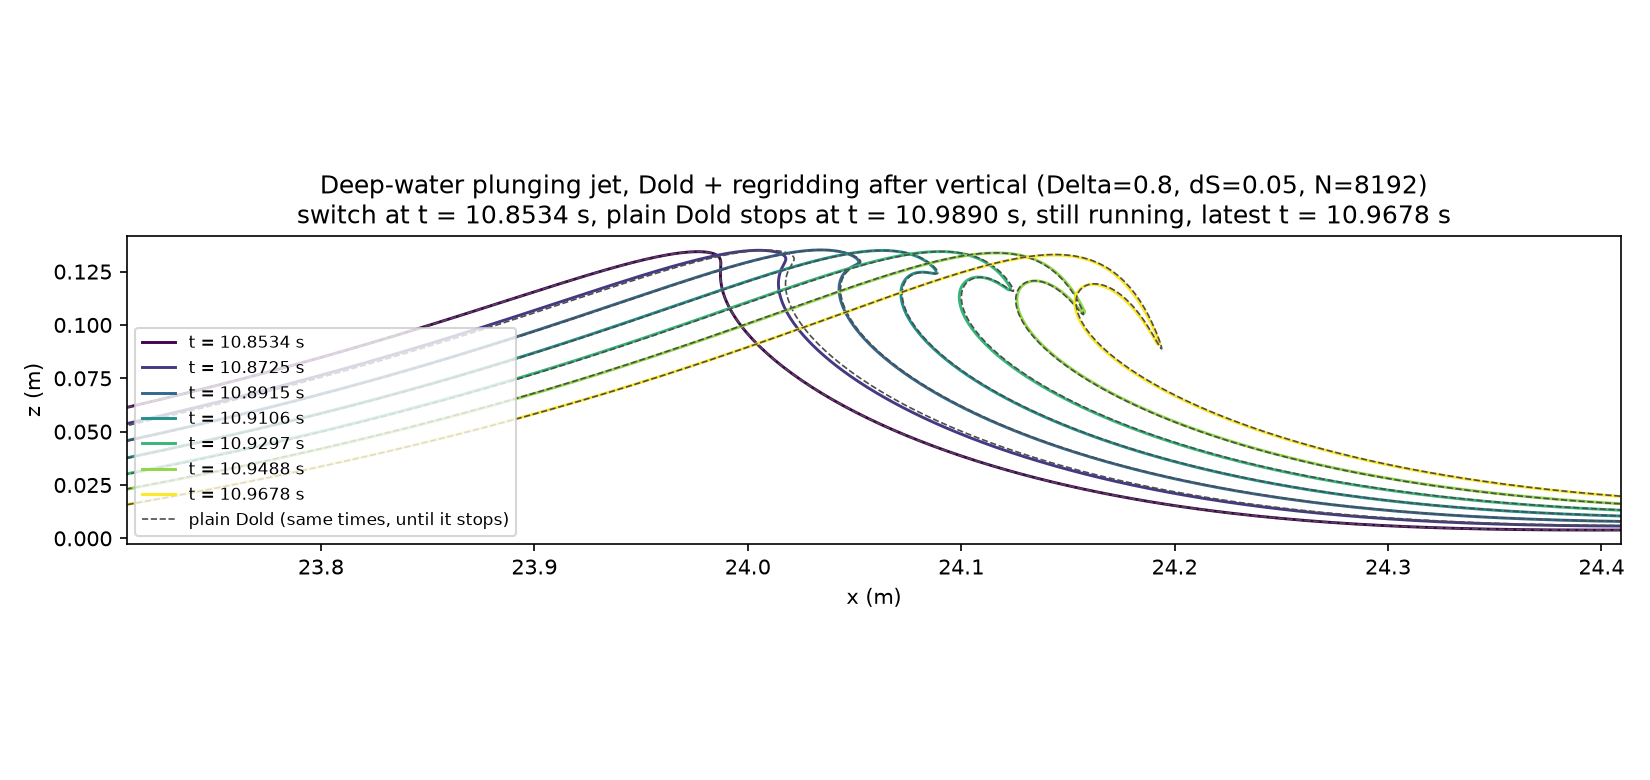 Deep-water plunging jet, Dold + regridding after vertical (Delta=0.8, dS=0.05, N=8192)
switch at t = 10.8534 s, plain Dold stops at t = 10.9890 s, still running, latest t = 10.9678 s
z (m)
0.125
0.100
0.075
0.050
0.025
0.000
t = 10.8534 s
t = 10.8725 s
t = 10.8915 s
t = 10.9106 s
t = 10.9297 s
t = 10.9488 s
t = 10.9678 s
plain Dold (same times, until it stops)
23.8
23.9
24.0
24.1
24.2
24.3
24.4
x (m)